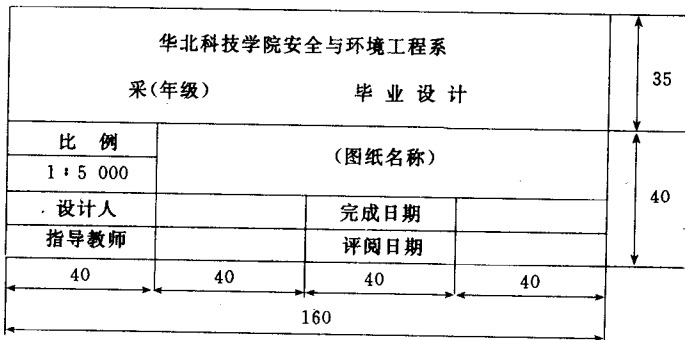 华北科技学院安全与环境工程系
采(年级) 毕业设计
35
比例
1:5 000
(图纸名称)
40
设计人 完成日期
指导教师 评阅日期
40 40 40 40
160